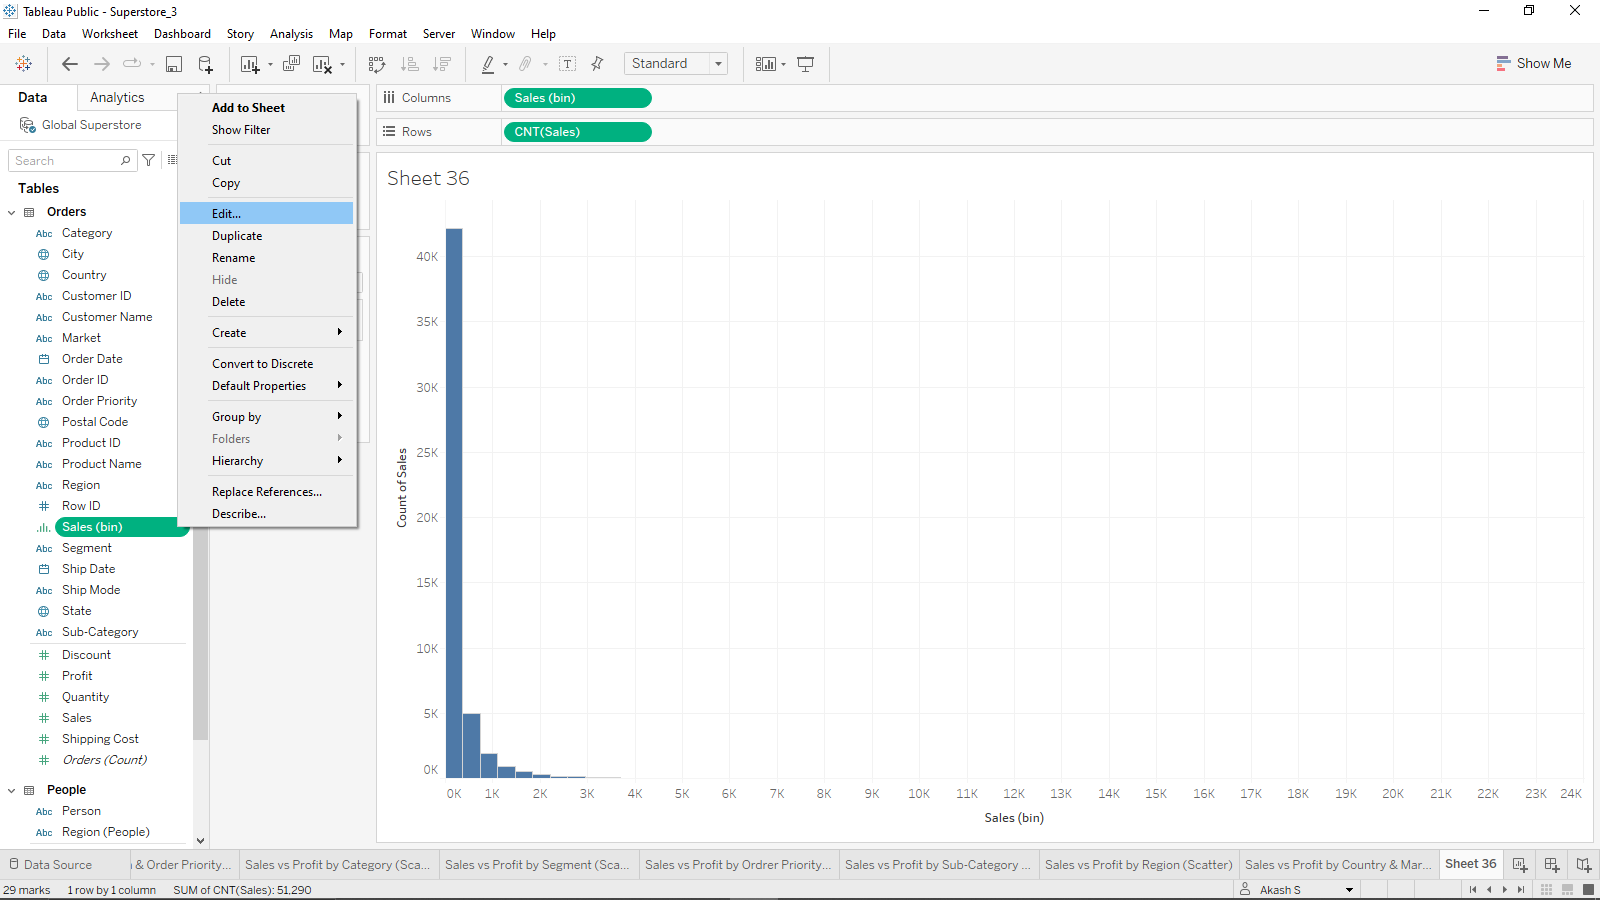 Tableau Public - Superstore_3
File Data Worksheet Dashboard Story Analysis Map Format Server Window Help
Standard
Show Me
Data Analytics
Global Superstore
Search
Tables
Orders
Abc Category
City
Country
Abc Customer ID
Abc Customer Name
Abc Market
Order Date
Abc Order ID
Abc Order Priority
Postal Code
Abc Product ID
Abc Product Name
Abc Region
# Row ID
Sales (bin)
Abc Segment
Ship Date
Abc Ship Mode
State
Abc Sub-Category
# Discount
# Profit
# Quantity
# Sales
# Shipping Cost
# Orders (Count)
People
Abc Person
Abc Region (People)
Add to Sheet
Show Filter
Cut
Copy
Edit...
Duplicate
Rename
Hide
Delete
Create
Convert to Discrete
Default Properties
Group by
Folders
Hierarchy
Replace References...
Describe...
Columns Sales (bin)
Rows CNT(Sales)
Sheet 36
Count of Sales
40K
35K
30K
25K
20K
15K
10K
5K
0K
0K 1K 2K 3K 4K 5K 6K 7K 8K 9K 10K 11K 12K 13K 14K 15K 16K 17K 18K 19K 20K 21K 22K 23K 24K
Sales (bin)
Data Source & Order Priority... Sales vs Profit by Category (Sca... Sales vs Profit by Segment (Sca... Sales vs Profit by Ordrer Priority... Sales vs Profit by Sub-Category ... Sales vs Profit by Region (Scatter) Sales vs Profit by Country & Mar... Sheet 36
29 marks 1 row by 1 column SUM of CNT(Sales): 51,290 Akash S